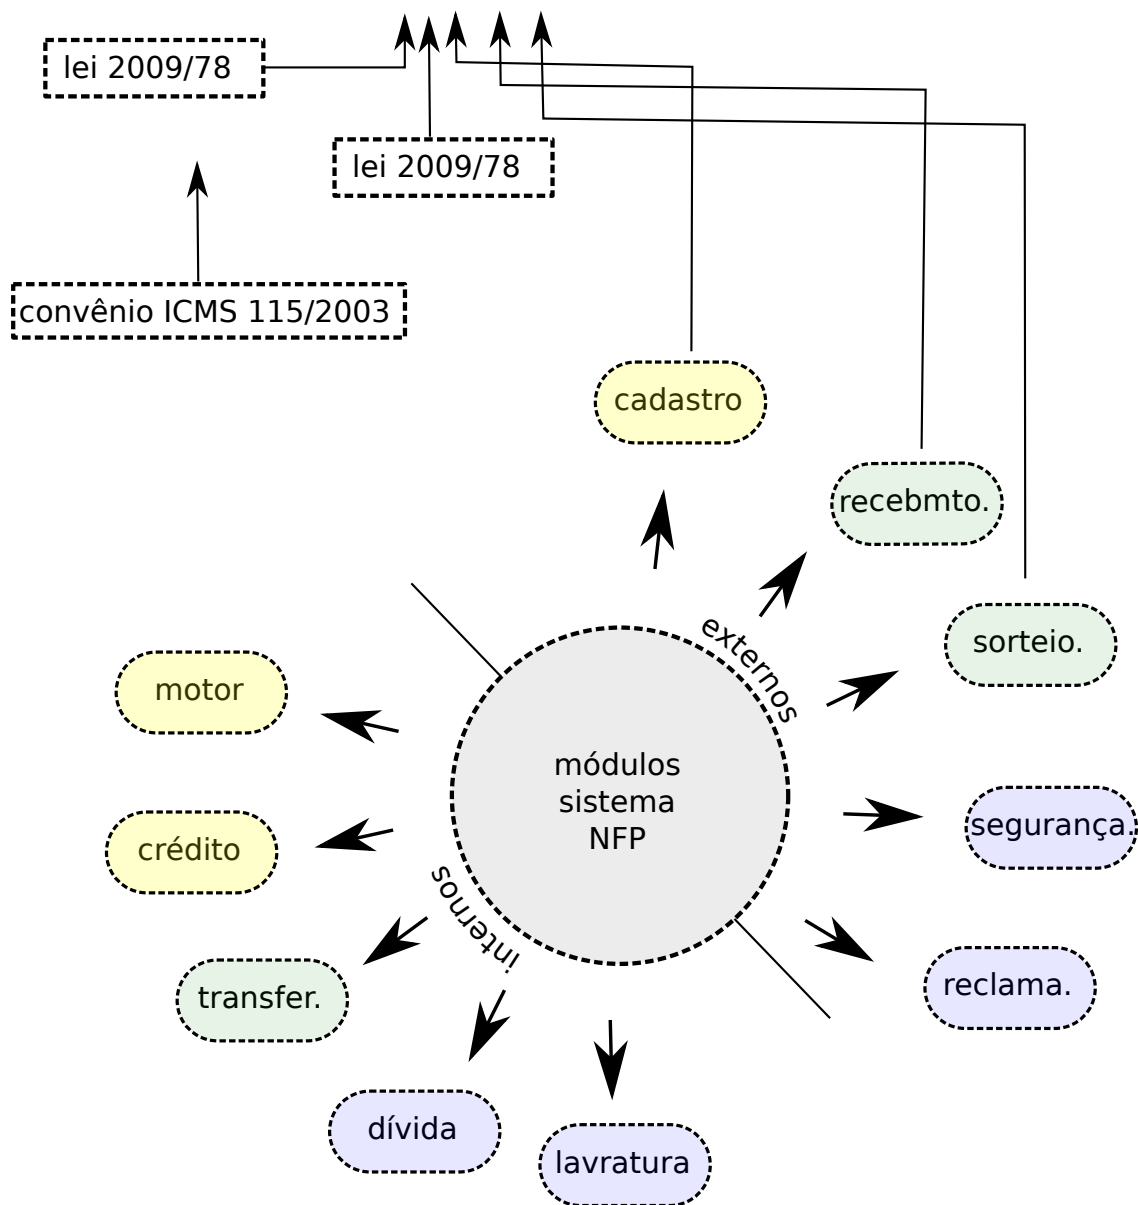 lei 2009/78
lei 2009/78
convênio ICMS 115/2003
cadastro
recebmto.
externos
sorteio.
motor
módulos
sistema
NFP
segurança.
crédito
internos
reclama.
transfer.
dívida
lavratura